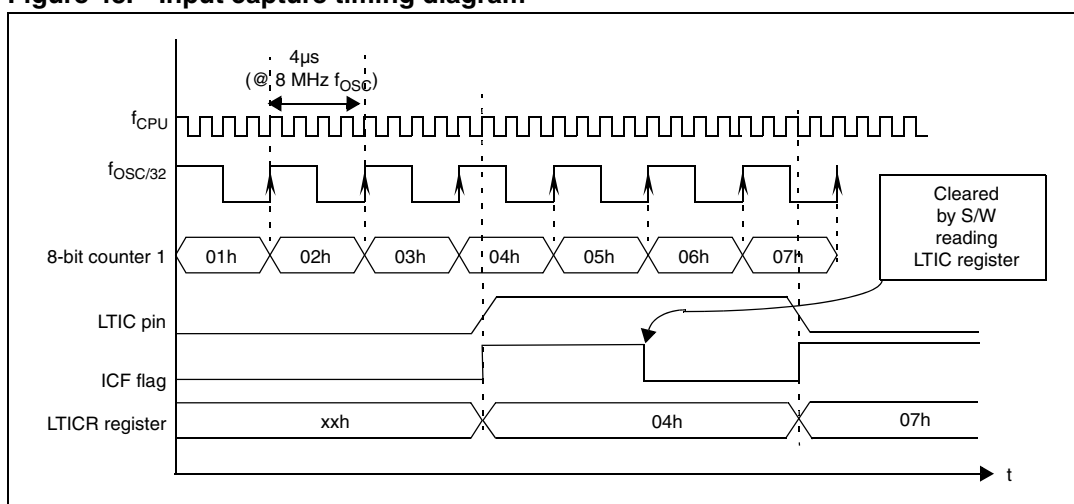 Figure 48. Input capture timing diagram
4µs
(@ 8 MHz fOSC)
fCPU
fOSC/32
Cleared
by S/W
reading
LTIC register
8-bit counter 1
01h
02h
03h
04h
05h
06h
07h
LTIC pin
ICF flag
LTICR register
xxh
04h
07h
t